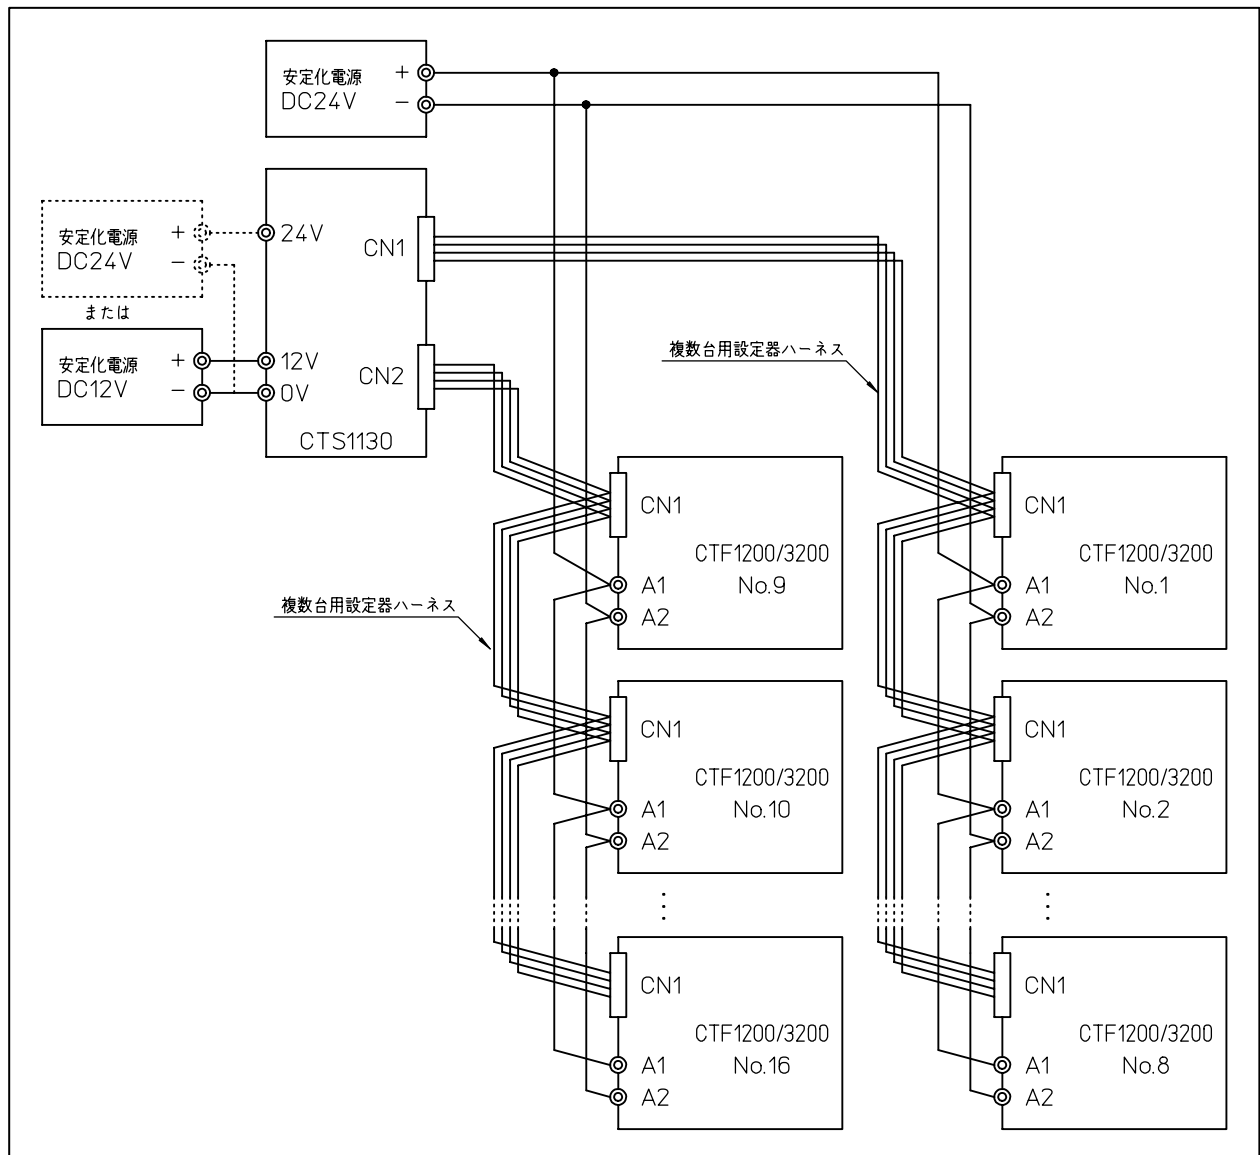 安定化電源
DC24V
+
−
安定化電源
DC24V
+
−
または
安定化電源
DC12V
+
−
24V
12V
0V
CN1
CN2
CTS1130
複数台用設定器ハーネス
複数台用設定器ハーネス
CN1
CTF1200/3200
No.9
A1
A2
CN1
CTF1200/3200
No.1
A1
A2
CN1
CTF1200/3200
No.10
A1
A2
CN1
CTF1200/3200
No.2
A1
A2
CN1
CTF1200/3200
No.16
A1
A2
CN1
CTF1200/3200
No.8
A1
A2